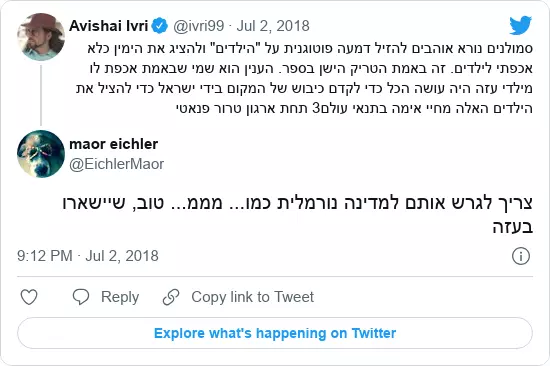 Avishai Ivri @ivri99 · Jul 2, 2018
סמולנים נורא אוהבים להזיל דמעה פוטוגנית על "הילדים" ולהציג את הימין כלא
אכפתי לילדים. זה באמת הטריק הישן בספר. הענין הוא שמי שבאמת אכפת לו
מילדי עזה היה עושה הכל כדי לקדם כיבוש של המקום בידי ישראל כדי להציל את
הילדים האלה מחיי אימה בתנאי עולם3 תחת ארגון טרור פנאטי
maor eichler
@EichlerMaor
צריך לגרש אותם למדינה נורמלית כמו... מממ... טוב, שיישארו
בעזה
9:12 PM · Jul 2, 2018
Reply Copy link to Tweet
Explore what's happening on Twitter